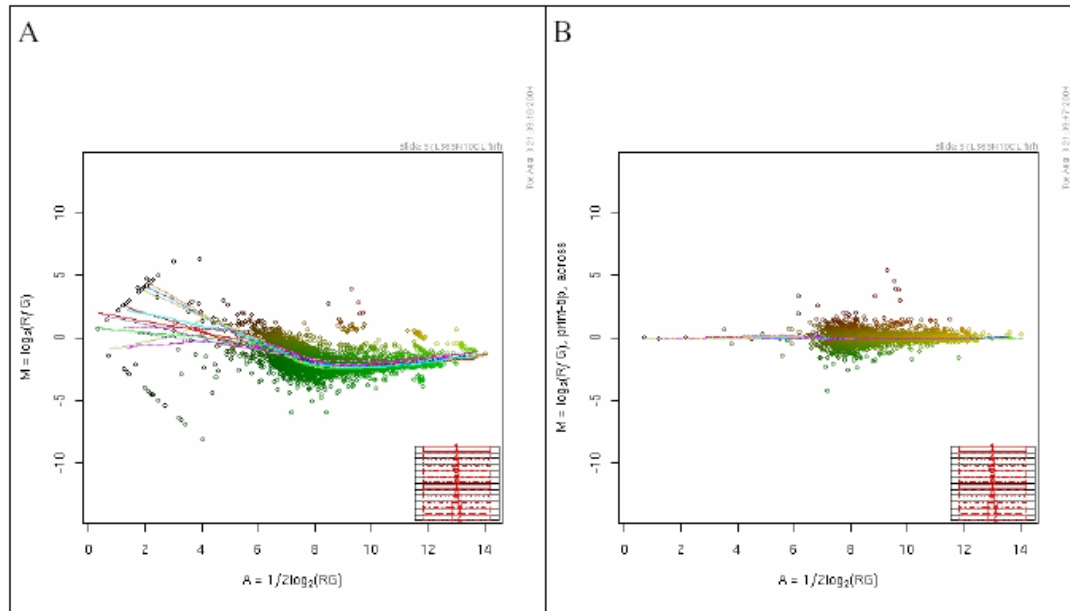 A
B
M = log₂(R/G)
10
5
0
-5
-10
0 2 4 6 8 10 12 14
A = 1/2log₂(RG)
M = log₂(R/G), print-tip, across
10
5
0
-5
-10
0 2 4 6 8 10 12 14
A = 1/2log₂(RG)